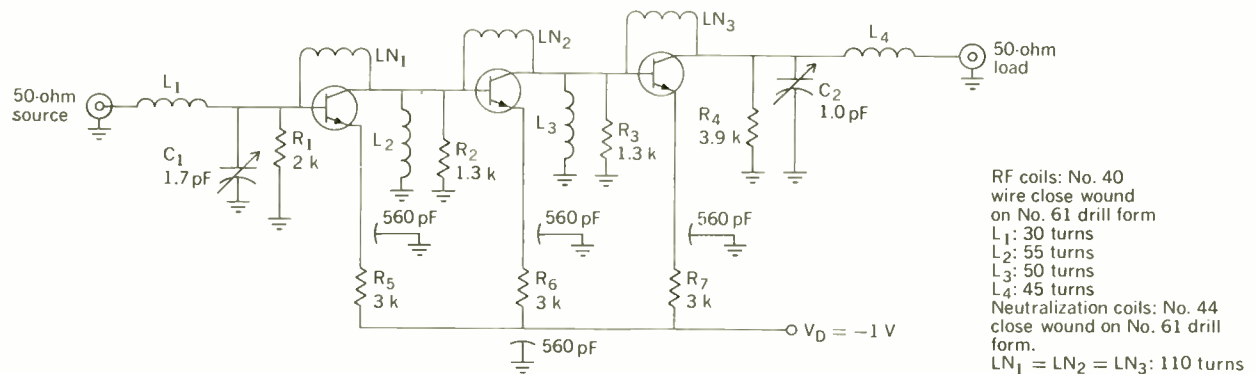 LN₁
LN₂
LN₃
L₄
50-ohm
load
L₁
50-ohm
source
C₁
1.7 pF
R₁
2 k
L₂
R₂
1.3 k
L₃
R₃
1.3 k
R₄
3.9 k
C₂
1.0 pF
560 pF
560 pF
560 pF
R₅
3 k
R₆
3 k
R₇
3 k
V_D = −1 V
560 pF
RF coils: No. 40
wire close wound
on No. 61 drill form
L₁: 30 turns
L₂: 55 turns
L₃: 50 turns
L₄: 45 turns
Neutralization coils: No. 44
close wound on No. 61 drill
form.
LN₁ = LN₂ = LN₃: 110 turns